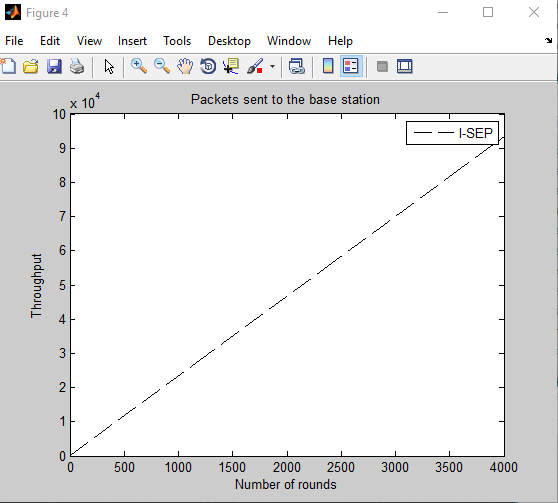 Figure 4
File Edit View Insert Tools Desktop Window Help
Packets sent to the base station
x 10^4
I-SEP
10
9
8
7
6
5
4
3
2
1
0
Throughput
0 500 1000 1500 2000 2500 3000 3500 4000
Number of rounds